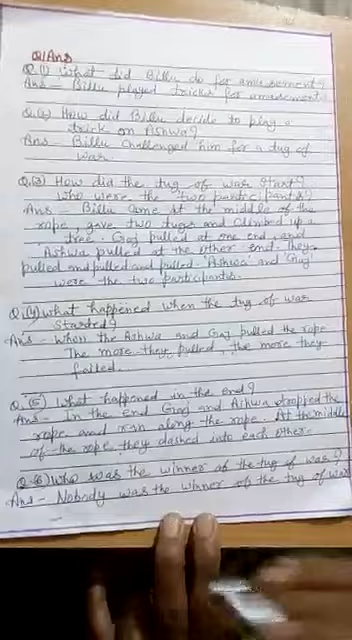 Q/Ans
Q.(1) What did Billu do for amusement?
Ans - Billu played tricks for amusement.
Q.(2) How did Billu decide to play a
trick on Ashwa?
Ans - Billu challenged him for a tug of
war.
Q.(3) How did the tug of war start?
who were the two participants?
Ans - Billu came at the middle of the
rope, gave two tugs and climbed up a
tree. Gaj pulled at one end and
Ashwa pulled at the other end. They
pulled and pulled and pulled. 'Ashwa' and 'Gaj'
were the two participants.
Q.(4) what happened when the tug of war
started?
Ans - When the Ashwa and Gaj pulled the rope
The more they pulled, the more they
failed.
Q.(5) What happened in the end?
Ans - In the end Gaj and Ashwa dropped the
rope and ran along the rope. At the middle
of the rope they dashed into each other.
Q.(6) who was the winner of the tug of war?
Ans - Nobody was the winner of the tug of war